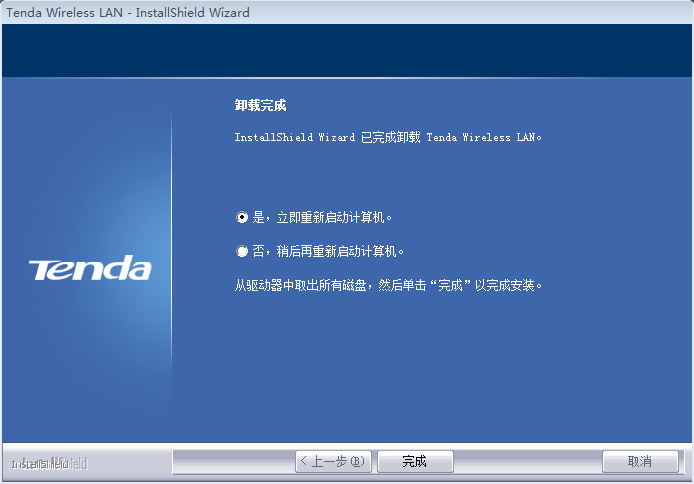 Tenda Wireless LAN - InstallShield Wizard
卸载完成
InstallShield Wizard 已完成卸载 Tenda Wireless LAN。
是，立即重新启动计算机。
否，稍后再重新启动计算机。
Tenda
从驱动器中取出所有磁盘，然后单击“完成”以完成安装。
InstallShield
< 上一步(B)
完成
取消